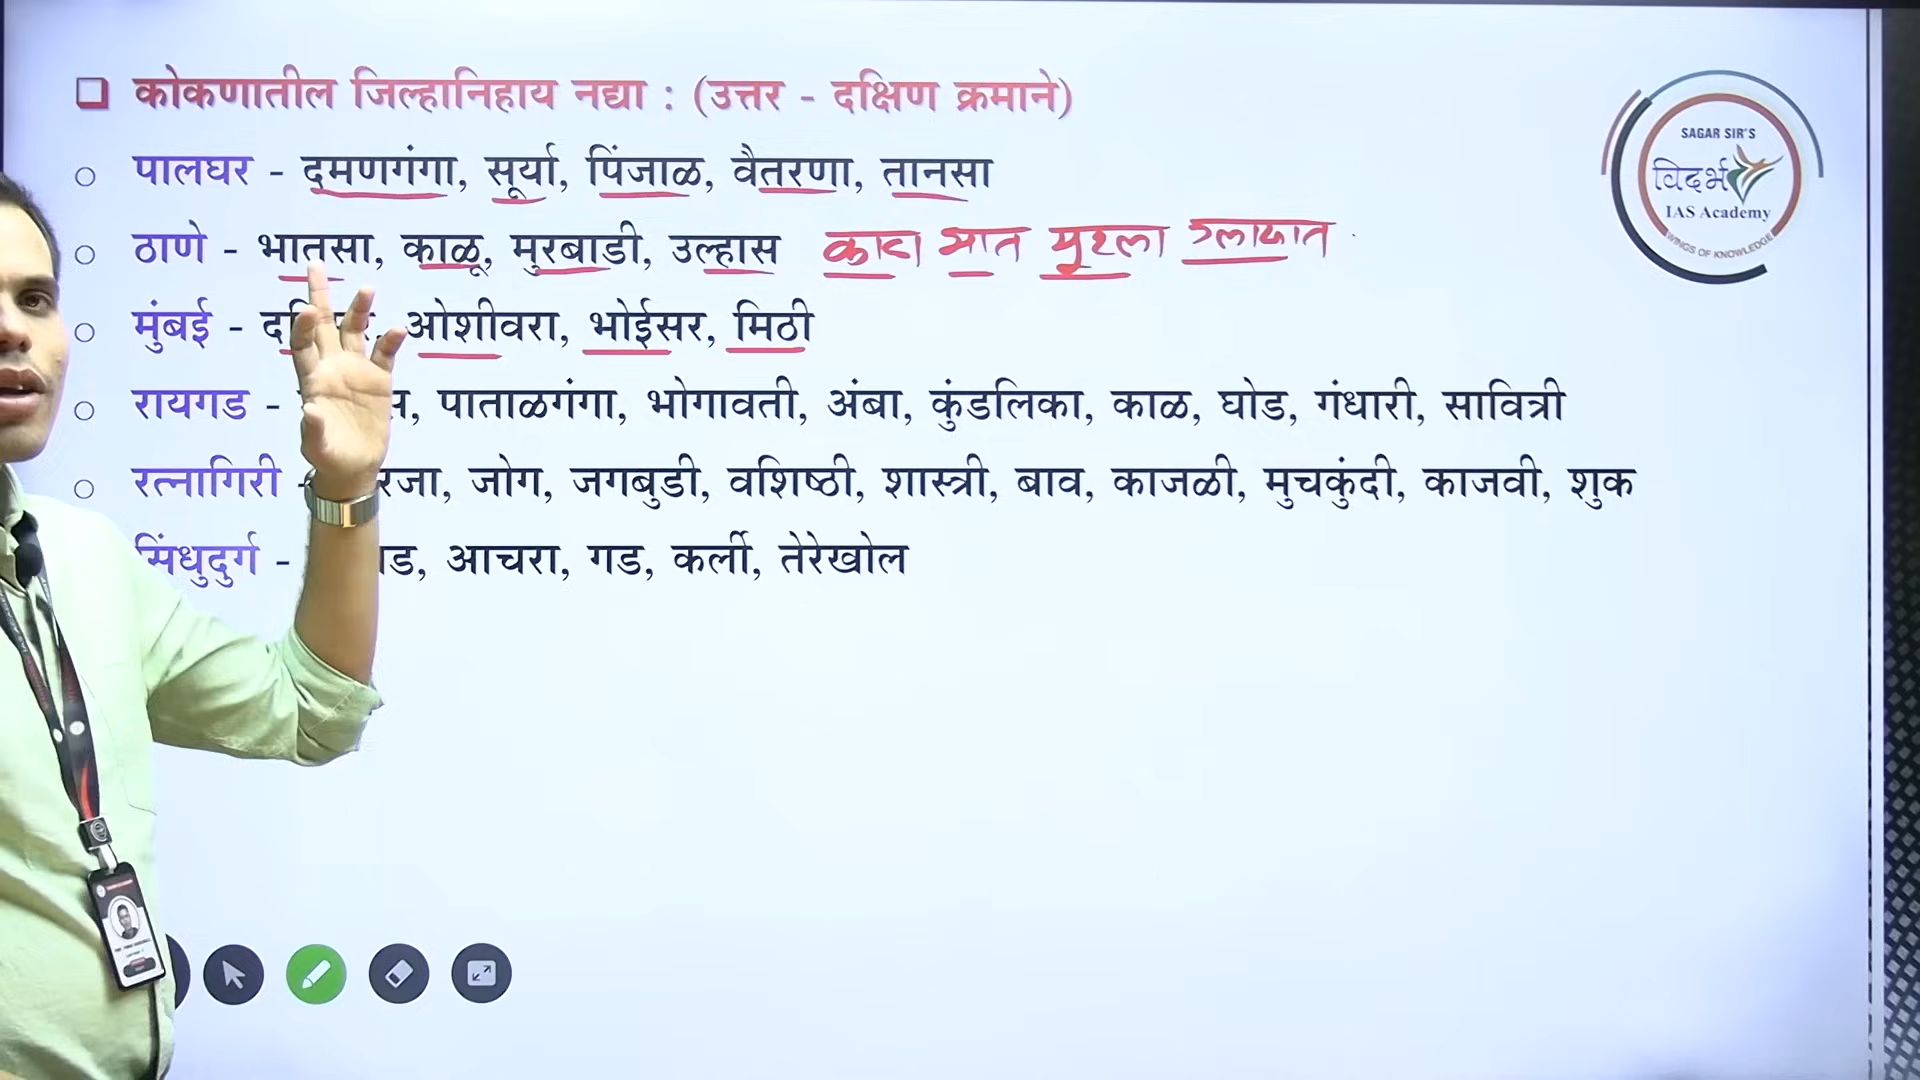 कोकणातील जिल्हानिहाय नद्या : (उत्तर - दक्षिण क्रमाने)
पालघर - दमणगंगा, सूर्या, पिंजाळ, वैतरणा, तानसा
ठाणे - भातसा, काळू, मुरबाडी, उल्हास
मुंबई - ओशीवरा, भोईसर, मिठी
रायगड - पाताळगंगा, भोगावती, अंबा, कुंडलिका, काळ, घोड, गंधारी, सावित्री
रत्नागिरी - जोग, जगबुडी, वशिष्ठी, शास्त्री, बाव, काजळी, मुचकुंदी, काजवी, शुक
सिंधुदुर्ग - आचरा, गड, कर्ली, तेरेखोल
SAGAR SIR'S
विदर्भ
IAS Academy
WINGS OF KNOWLEDGE